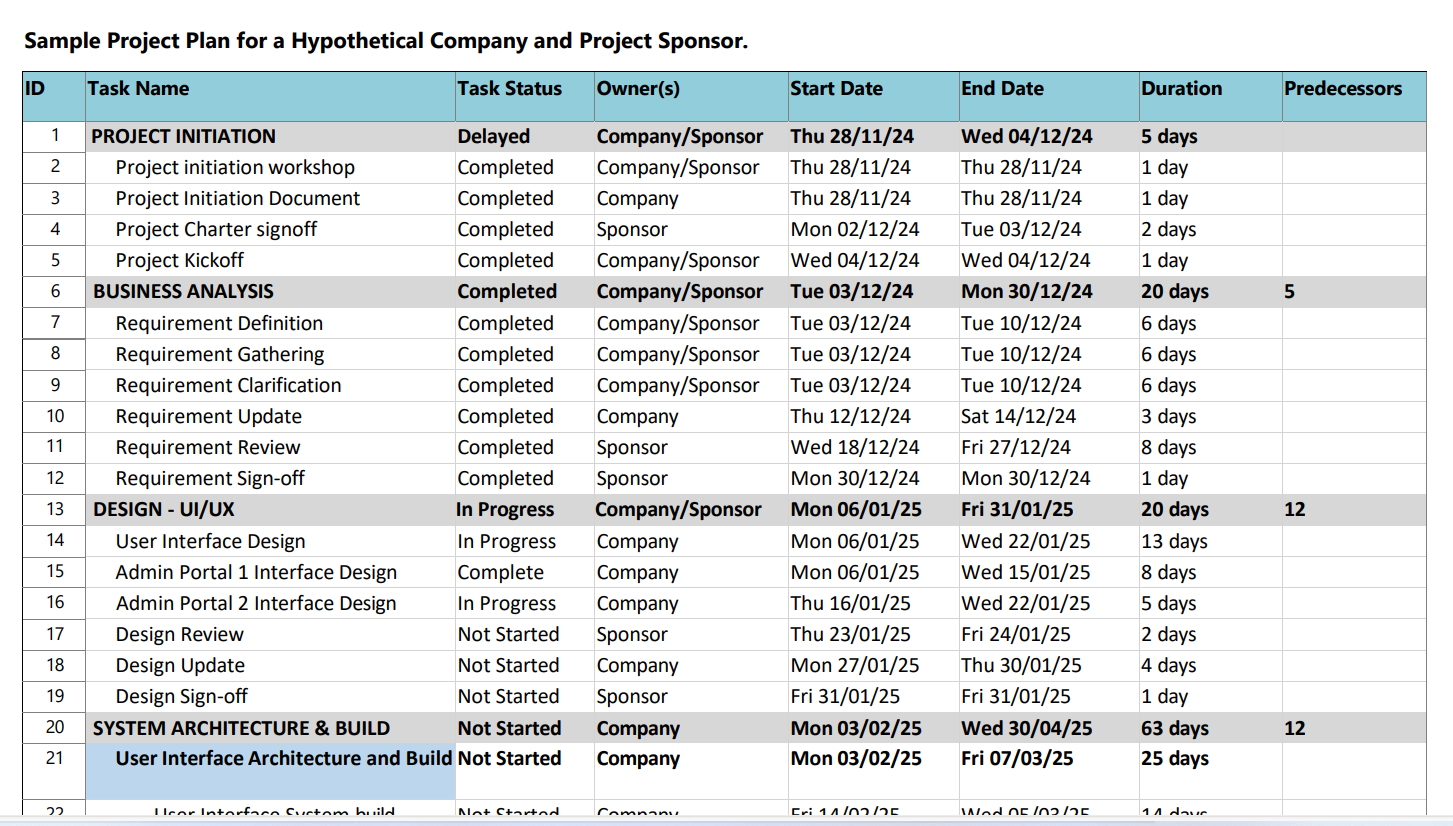 Sample Project Plan for a Hypothetical Company and Project Sponsor.
ID Task Name Task Status Owner(s) Start Date End Date Duration Predecessors
1 PROJECT INITIATION Delayed Company/Sponsor Thu 28/11/24 Wed 04/12/24 5 days
2 Project initiation workshop Completed Company/Sponsor Thu 28/11/24 Thu 28/11/24 1 day
3 Project Initiation Document Completed Company Thu 28/11/24 Thu 28/11/24 1 day
4 Project Charter signoff Completed Sponsor Mon 02/12/24 Tue 03/12/24 2 days
5 Project Kickoff Completed Company/Sponsor Wed 04/12/24 Wed 04/12/24 1 day
6 BUSINESS ANALYSIS Completed Company/Sponsor Tue 03/12/24 Mon 30/12/24 20 days 5
7 Requirement Definition Completed Company/Sponsor Tue 03/12/24 Tue 10/12/24 6 days
8 Requirement Gathering Completed Company/Sponsor Tue 03/12/24 Tue 10/12/24 6 days
9 Requirement Clarification Completed Company/Sponsor Tue 03/12/24 Tue 10/12/24 6 days
10 Requirement Update Completed Company Thu 12/12/24 Sat 14/12/24 3 days
11 Requirement Review Completed Sponsor Wed 18/12/24 Fri 27/12/24 8 days
12 Requirement Sign-off Completed Sponsor Mon 30/12/24 Mon 30/12/24 1 day
13 DESIGN - UI/UX In Progress Company/Sponsor Mon 06/01/25 Fri 31/01/25 20 days 12
14 User Interface Design In Progress Company Mon 06/01/25 Wed 22/01/25 13 days
15 Admin Portal 1 Interface Design Complete Company Mon 06/01/25 Wed 15/01/25 8 days
16 Admin Portal 2 Interface Design In Progress Company Thu 16/01/25 Wed 22/01/25 5 days
17 Design Review Not Started Sponsor Thu 23/01/25 Fri 24/01/25 2 days
18 Design Update Not Started Company Mon 27/01/25 Thu 30/01/25 4 days
19 Design Sign-off Not Started Sponsor Fri 31/01/25 Fri 31/01/25 1 day
20 SYSTEM ARCHITECTURE & BUILD Not Started Company Mon 03/02/25 Wed 30/04/25 63 days 12
21 User Interface Architecture and Build Not Started Company Mon 03/02/25 Fri 07/03/25 25 days
22 User Interface System build Not Started Company Fri 14/02/25 Wed 05/03/25 14 days